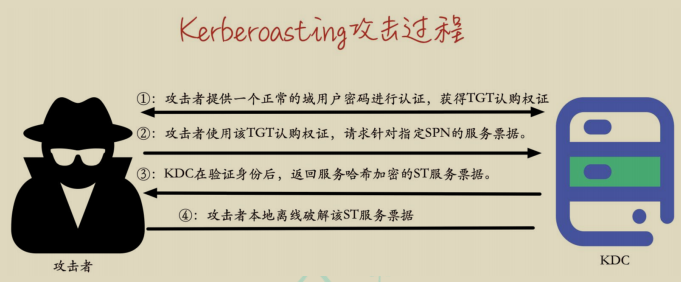 Kerberoasting攻击过程
①：攻击者提供一个正常的域用户密码进行认证，获得TGT认购权证
②：攻击者使用该TGT认购权证，请求针对指定SPN的服务票据。
③：KDC在验证身份后，返回服务哈希加密的ST服务票据。
④：攻击者本地离线破解该ST服务票据
攻击者
KDC